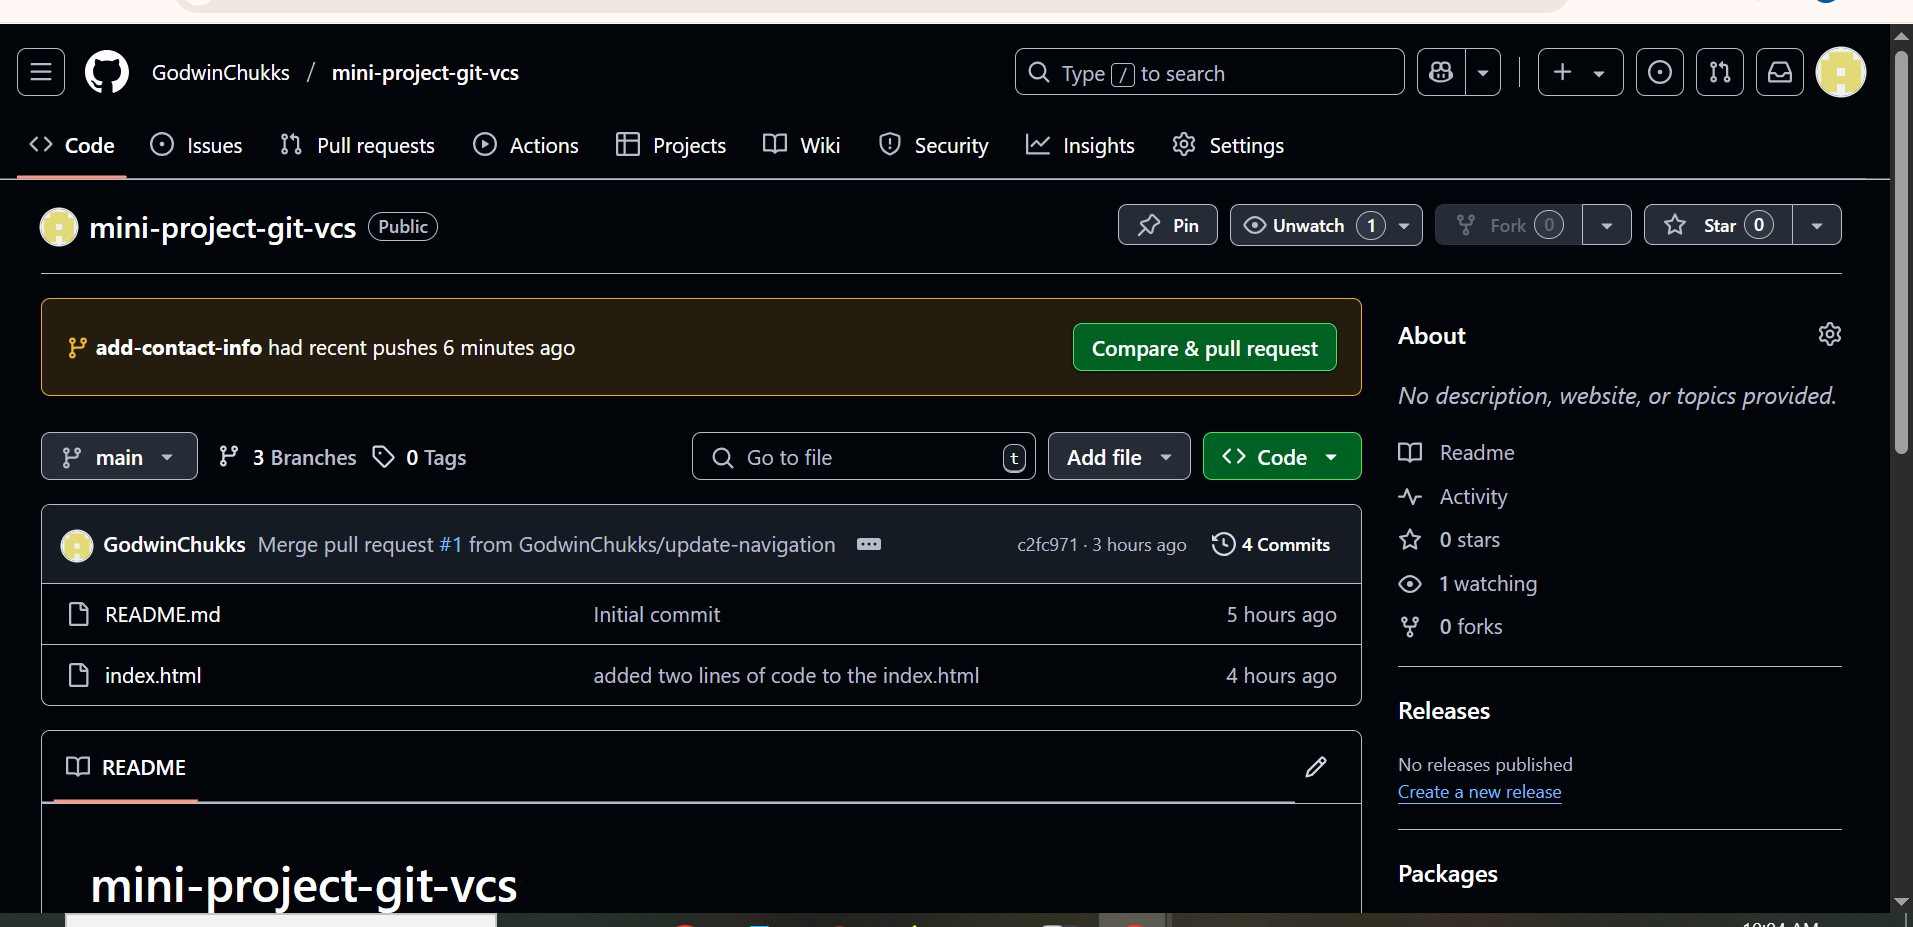 GodwinChukks / mini-project-git-vcs
Type / to search
Code Issues Pull requests Actions Projects Wiki Security Insights Settings
mini-project-git-vcs Public
Pin Unwatch 1 Fork 0 Star 0
add-contact-info had recent pushes 6 minutes ago
Compare & pull request
main 3 Branches 0 Tags
Go to file t
Add file
Code
GodwinChukks Merge pull request #1 from GodwinChukks/update-navigation
c2fc971 · 3 hours ago
4 Commits
README.md Initial commit 5 hours ago
index.html added two lines of code to the index.html 4 hours ago
README
mini-project-git-vcs
About
No description, website, or topics provided.
Readme
Activity
0 stars
1 watching
0 forks
Releases
No releases published
Create a new release
Packages